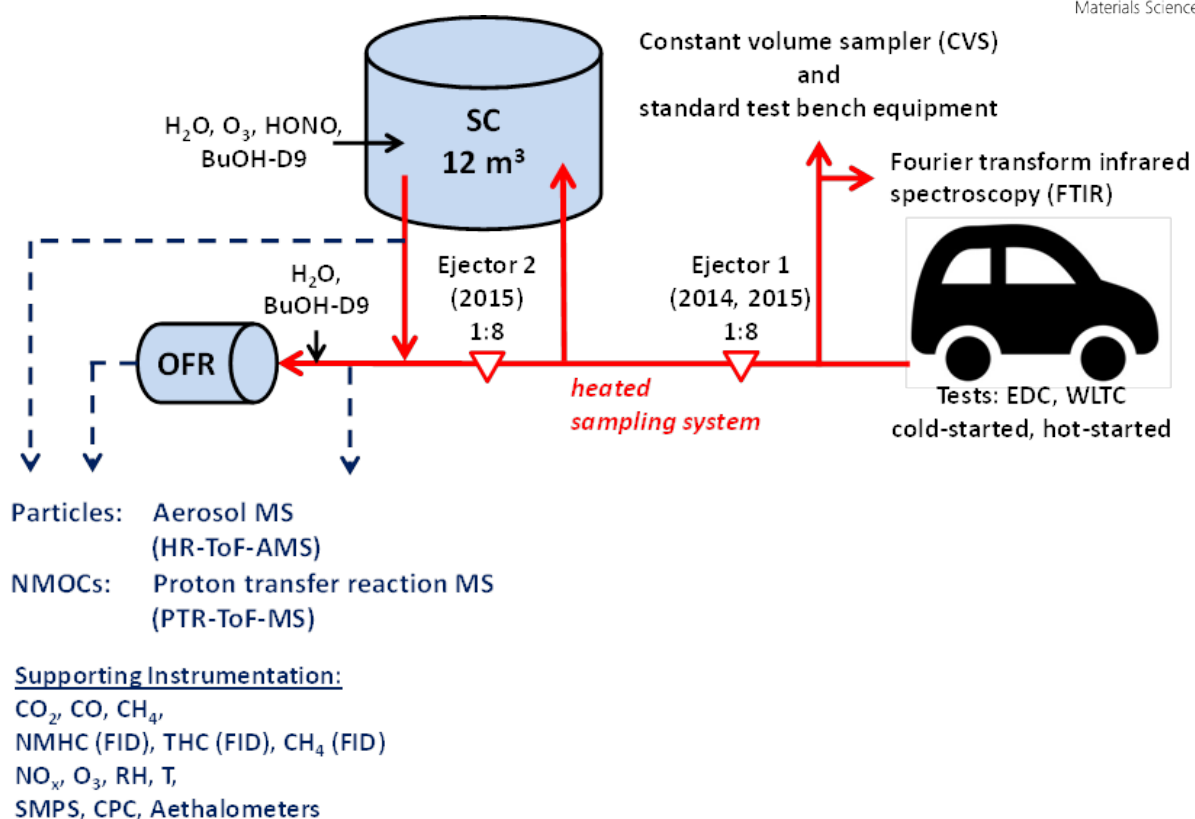 Materials Science
Constant volume sampler (CVS)
and
standard test bench equipment
SC
12 m³
H₂O, O₃, HONO,
BuOH-D9
Fourier transform infrared
spectroscopy (FTIR)
H₂O,
BuOH-D9
Ejector 2
(2015)
1:8
Ejector 1
(2014, 2015)
1:8
OFR
heated
sampling system
Tests: EDC, WLTC
cold-started, hot-started
Particles: Aerosol MS
(HR-ToF-AMS)
NMOCs: Proton transfer reaction MS
(PTR-ToF-MS)
Supporting Instrumentation:
CO₂, CO, CH₄,
NMHC (FID), THC (FID), CH₄ (FID)
NOₓ, O₃, RH, T,
SMPS, CPC, Aethalometers